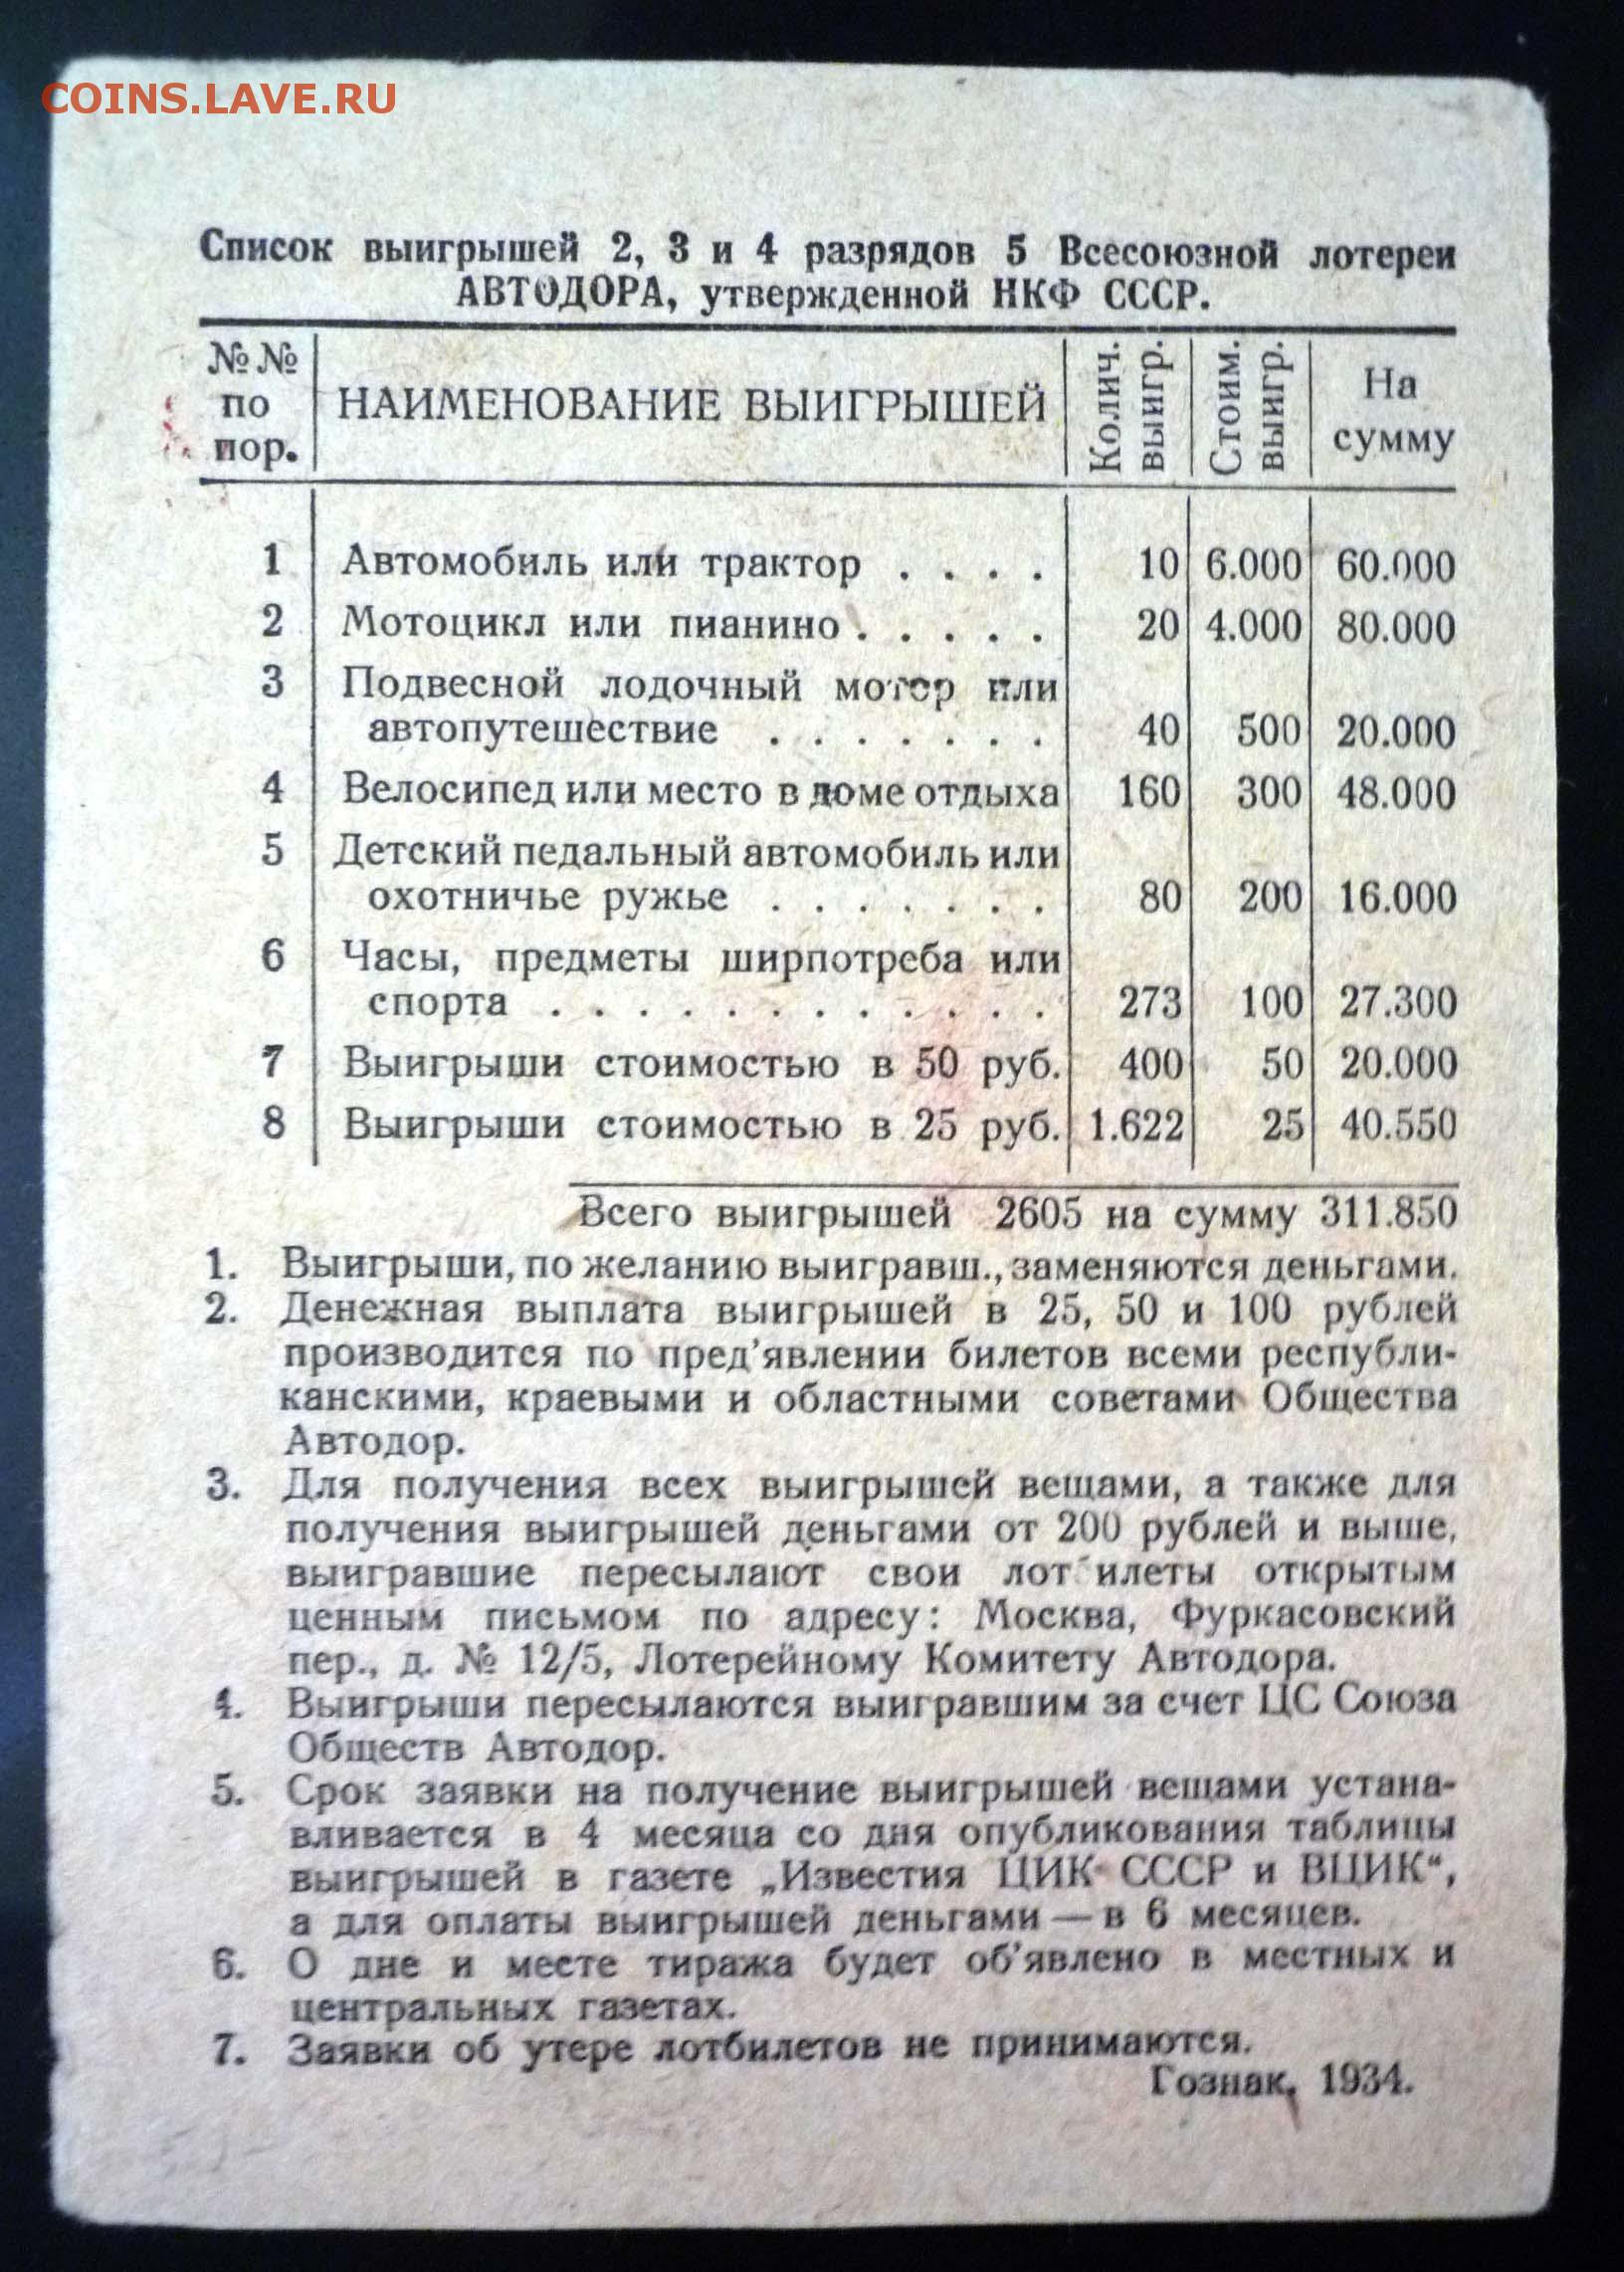 COINS.LAVE.RU
Список выигрышей 2, 3 и 4 разрядов 5 Всесоюзной лотереи
АВТОДОРА, утвержденной НКФ СССР.
№№ по пор. НАИМЕНОВАНИЕ ВЫИГРЫШЕЙ Колич. выигр. Стоим. выигр. На сумму
1 Автомобиль или трактор . . . . 10 6.000 60.000
2 Мотоцикл или пианино . . . . . 20 4.000 80.000
3 Подвесной лодочный мотор или
автопутешествие . . . . . . . 40 500 20.000
4 Велосипед или место в доме отдыха 160 300 48.000
5 Детский педальный автомобиль или
охотничье ружье . . . . . . . 80 200 16.000
6 Часы, предметы ширпотреба или
спорта . . . . . . . . . . . . 273 100 27.300
7 Выигрыши стоимостью в 50 руб. 400 50 20.000
8 Выигрыши стоимостью в 25 руб. 1.622 25 40.550
Всего выигрышей 2605 на сумму 311.850
1. Выигрыши, по желанию выигравш., заменяются деньгами.
2. Денежная выплата выигрышей в 25, 50 и 100 рублей
производится по пред'явлении билетов всеми республи-
канскими, краевыми и областными советами Общества
Автодор.
3. Для получения всех выигрышей вещами, а также для
получения выигрышей деньгами от 200 рублей и выше,
выигравшие пересылают свои лот илеты открытым
ценным письмом по адресу: Москва, Фуркасовский
пер., д. № 12/5, Лотерейному Комитету Автодора.
4. Выигрыши пересылаются выигравшим за счет ЦС Союза
Обществ Автодор.
5. Срок заявки на получение выигрышей вещами устана-
вливается в 4 месяца со дня опубликования таблицы
выигрышей в газете „Известия ЦИК СССР и ВЦИК“,
а для оплаты выигрышей деньгами — в 6 месяцев.
6. О дне и месте тиража будет об'явлено в местных и
центральных газетах.
7. Заявки об утере лотбилетов не принимаются.
Гознак, 1934.